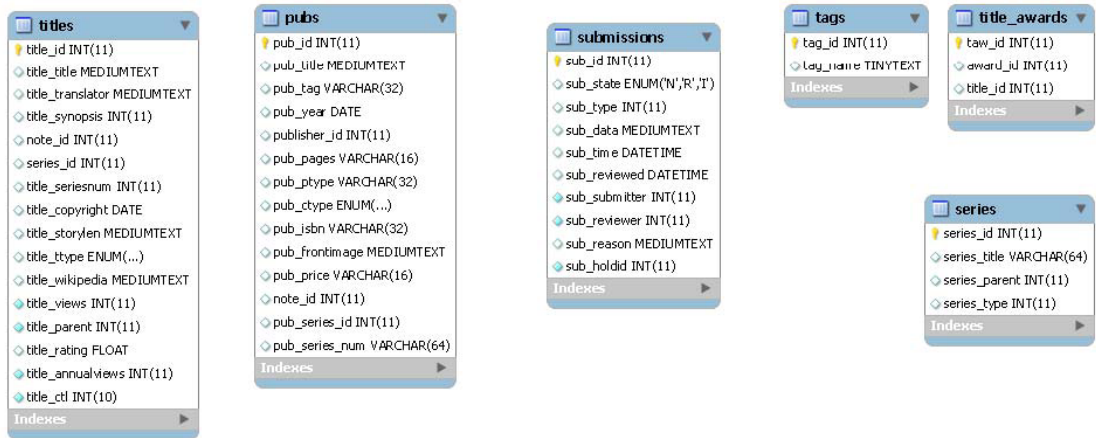 titles
title_id INT(11)
title_title MEDIUMTEXT
title_translator MEDIUMTEXT
title_synopsis INT(11)
note_id INT(11)
series_id INT(11)
title_seriesnum INT(11)
title_copyright DATE
title_storylen MEDIUMTEXT
title_ttype ENUM(...)
title_wikipedia MEDIUMTEXT
title_views INT(11)
title_parent INT(11)
title_rating FLOAT
title_annualviews INT(11)
title_ctl INT(10)
Indexes
pubs
pub_id INT(11)
pub_title MEDIUMTEXT
pub_tag VARCHAR(32)
pub_year DATE
publisher_id INT(11)
pub_pages VARCHAR(16)
pub_ptype VARCHAR(32)
pub_ctype ENUM(...)
pub_isbn VARCHAR(32)
pub_frontimage MEDIUMTEXT
pub_price VARCHAR(16)
note_id INT(11)
pub_series_id INT(11)
pub_series_num VARCHAR(64)
Indexes
submissions
sub_id INT(11)
sub_state ENUM('N','R','I')
sub_type INT(11)
sub_data MEDIUMTEXT
sub_time DATETIME
sub_reviewed DATETIME
sub_submitter INT(11)
sub_reviewer INT(11)
sub_reason MEDIUMTEXT
sub_holdid INT(11)
Indexes
tags
tag_id INT(11)
tag_name TINYTEXT
Indexes
title_awards
taw_id INT(11)
award_id INT(11)
title_id INT(11)
Indexes
series
series_id INT(11)
series_title VARCHAR(64)
series_parent INT(11)
series_type INT(11)
Indexes